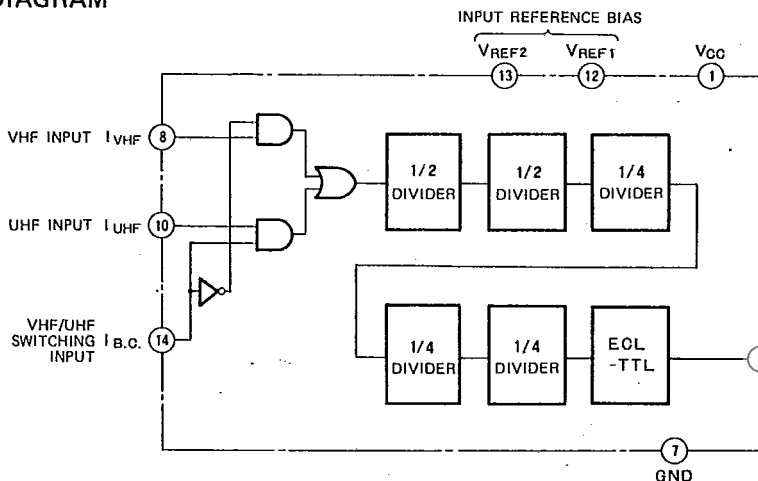 DIAGRAM
INPUT REFERENCE BIAS
VREF2
VREF1
VCC
13
12
1
VHF INPUT IVHF
8
UHF INPUT IUHF
10
VHF/UHF
SWITCHING
INPUT
IB.C.
14
1/2
DIVIDER
1/2
DIVIDER
1/4
DIVIDER
1/4
DIVIDER
1/4
DIVIDER
ECL
-TTL
7
GND